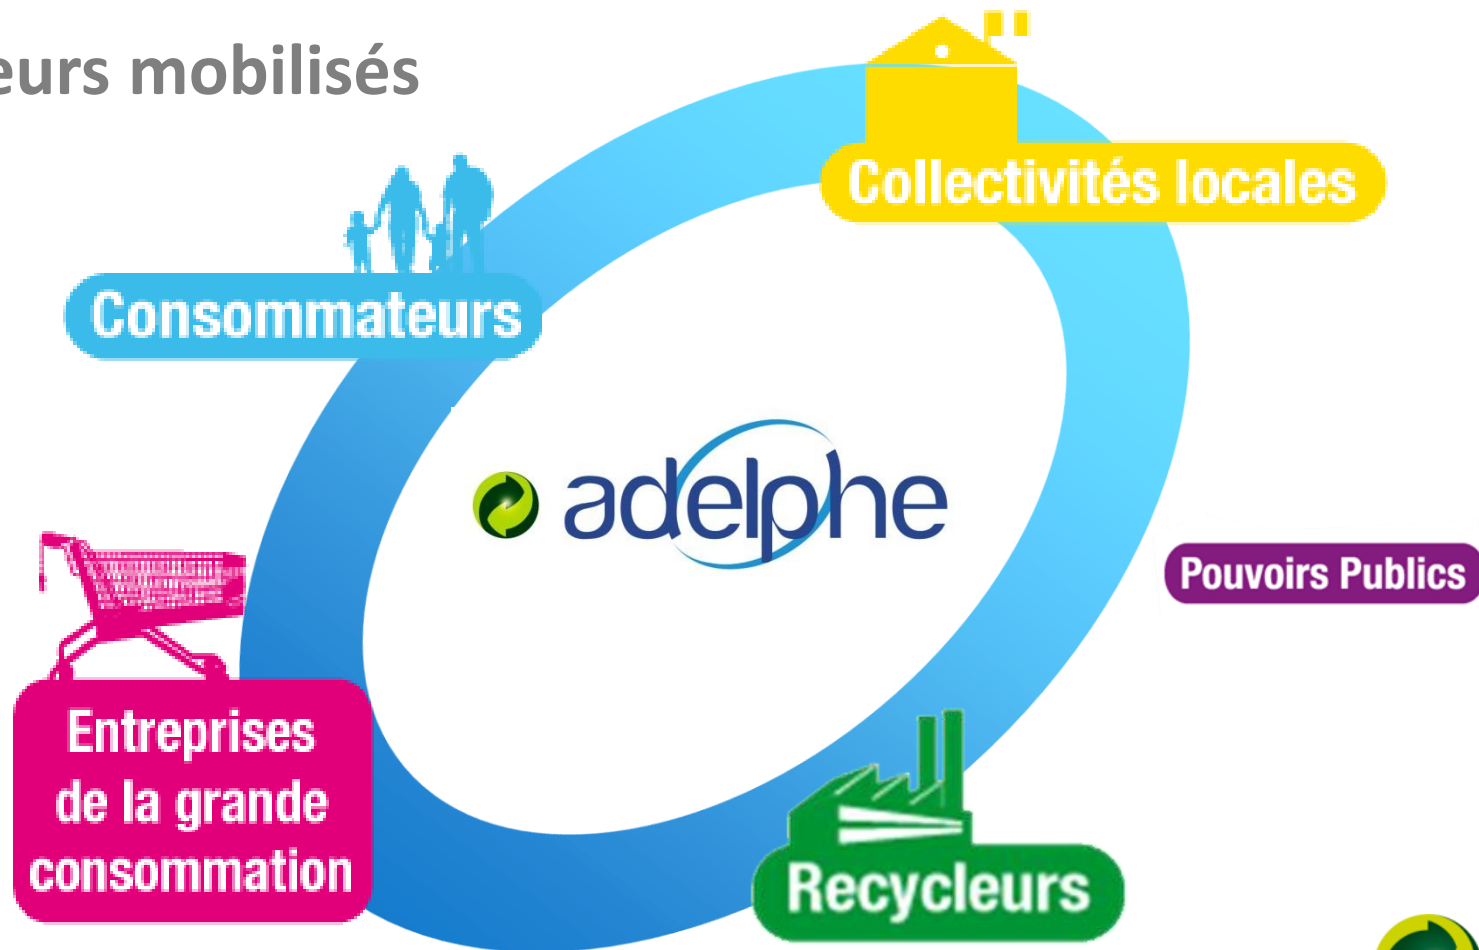 eurs mobilisés
Collectivités locales
Consommateurs
adelphe
Pouvoirs Publics
Entreprises
de la grande
consommation
Recycleurs